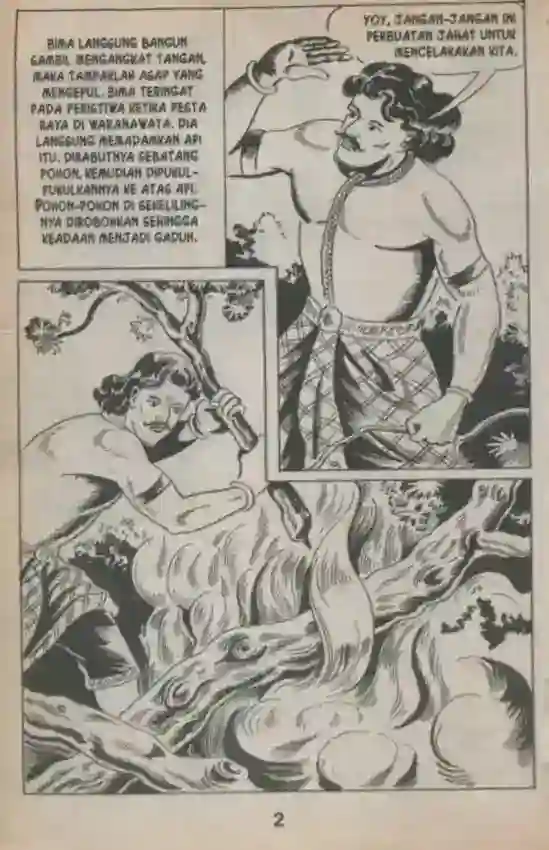 BIMA LANGSUNG BANGUN
SAMBIL MENGANGKAT TANGAN,
MAKA TAMPAKLAH ASAP YANG
MENGEPUL. BIMA TERINGAT
PADA PERISTIWA KETIKA PESTA
RAYA DI WARANAWATA. DIA
LANGSUNG MEMADAMKAN API
ITU. DIRABUTNYA SEBATANG
POHON, KEMUDIAN DIPUKUL-
PUKULKANNYA KE ATAS API.
POHON-POHON DI SEKELILING-
NYA DIROBOHKAN SEHINGGA
KEADAAN MENJADI GADUH.
YOY, JANGAN-JANGAN INI
PERBUATAN JAHAT UNTUK
MENCELAKAKAN KITA.
2